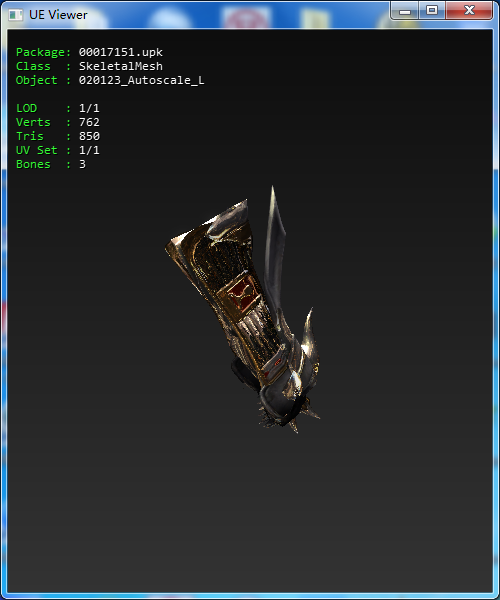 UE Viewer
Package: 00017151.upk
Class : SkeletalMesh
Object : 020123_Autoscale_L
LOD : 1/1
Verts : 762
Tris : 850
UV Set : 1/1
Bones : 3